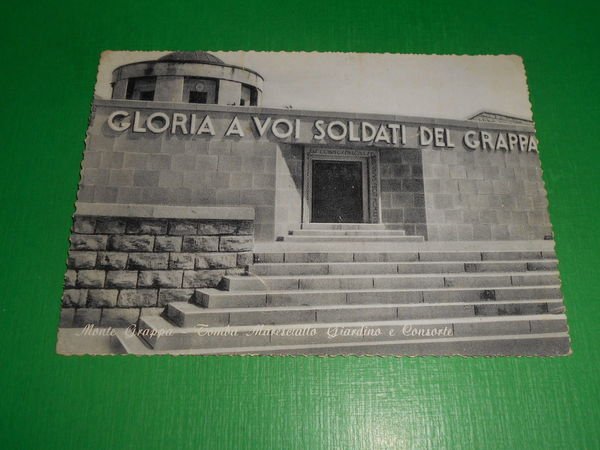 GLORIA A VOI SOLDATI DEL GRAPPA
Monte Grappa - Tomba Maresciallo Giardino e Consorte